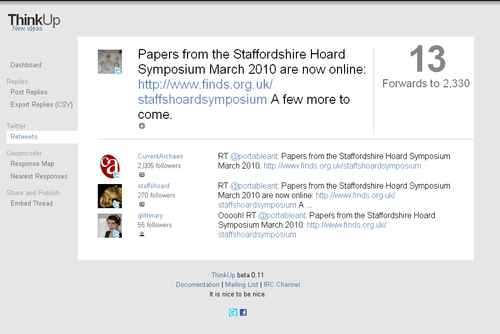 ThinkUp
New ideas
Dashboard
Replies
Post Replies
Export Replies (CSV)
Twitter
Retweets
Geoencoder
Response Map
Nearest Responses
Share and Publish
Embed Thread
Papers from the Staffordshire Hoard
Symposium March 2010 are now online:
http://www.finds.org.uk/
staffshoardsymposium A few more to
come.
13
Forwards to 2,330
CurrentArchaeo
2,005 followers
RT @portableant: Papers from the Staffordshire Hoard Symposium
March 2010: http://www.finds.org.uk/staffshoardsymposium
staffshoard
270 followers
RT @portableant: Papers from the Staffordshire Hoard
Symposium March 2010 are now online: http://www.finds.org.uk/
staffshoardsymposium A ...
glitterary
55 followers
Ooooh! RT @portableant: Papers from the Staffordshire Hoard
Symposium March 2010: http://www.finds.org.uk/
staffshoardsymposium
ThinkUp beta 0.11
Documentation | Mailing List | IRC Channel
It is nice to be nice.